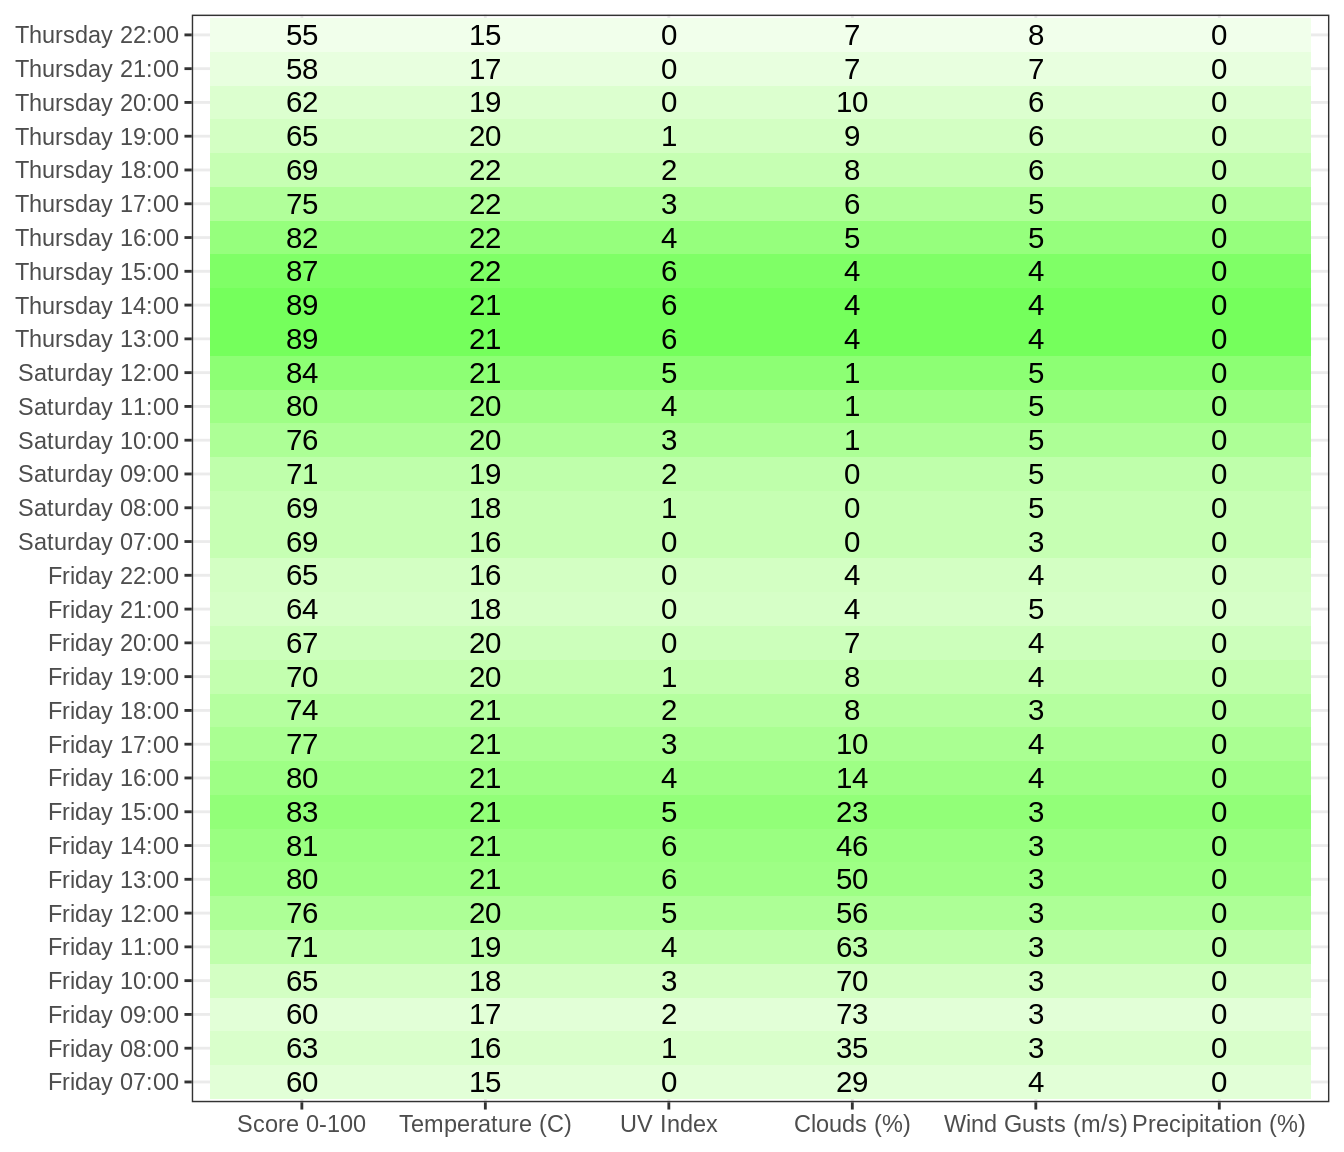 Thursday 22:00 55 15 0 7 8 0
Thursday 21:00 58 17 0 7 7 0
Thursday 20:00 62 19 0 10 6 0
Thursday 19:00 65 20 1 9 6 0
Thursday 18:00 69 22 2 8 6 0
Thursday 17:00 75 22 3 6 5 0
Thursday 16:00 82 22 4 5 5 0
Thursday 15:00 87 22 6 4 4 0
Thursday 14:00 89 21 6 4 4 0
Thursday 13:00 89 21 6 4 4 0
Saturday 12:00 84 21 5 1 5 0
Saturday 11:00 80 20 4 1 5 0
Saturday 10:00 76 20 3 1 5 0
Saturday 09:00 71 19 2 0 5 0
Saturday 08:00 69 18 1 0 5 0
Saturday 07:00 69 16 0 0 3 0
Friday 22:00 65 16 0 4 4 0
Friday 21:00 64 18 0 4 5 0
Friday 20:00 67 20 0 7 4 0
Friday 19:00 70 20 1 8 4 0
Friday 18:00 74 21 2 8 3 0
Friday 17:00 77 21 3 10 4 0
Friday 16:00 80 21 4 14 4 0
Friday 15:00 83 21 5 23 3 0
Friday 14:00 81 21 6 46 3 0
Friday 13:00 80 21 6 50 3 0
Friday 12:00 76 20 5 56 3 0
Friday 11:00 71 19 4 63 3 0
Friday 10:00 65 18 3 70 3 0
Friday 09:00 60 17 2 73 3 0
Friday 08:00 63 16 1 35 3 0
Friday 07:00 60 15 0 29 4 0
Score 0-100 Temperature (C) UV Index Clouds (%) Wind Gusts (m/s) Precipitation (%)